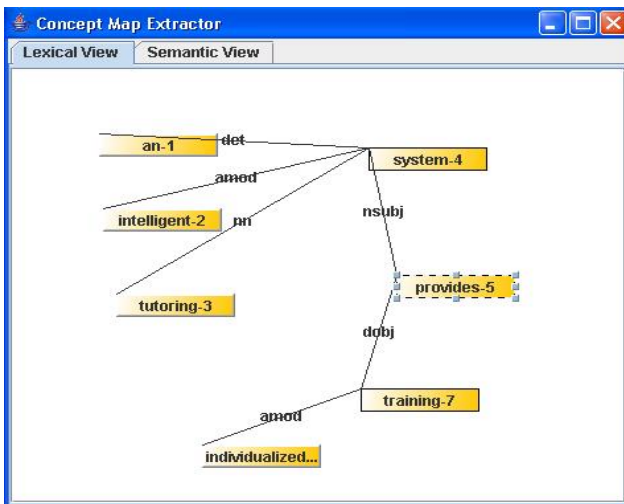 Concept Map Extractor
Lexical View Semantic View
an-1
det
system-4
amod
intelligent-2
nn
nsubj
provides-5
tutoring-3
dobj
training-7
amod
individualized...